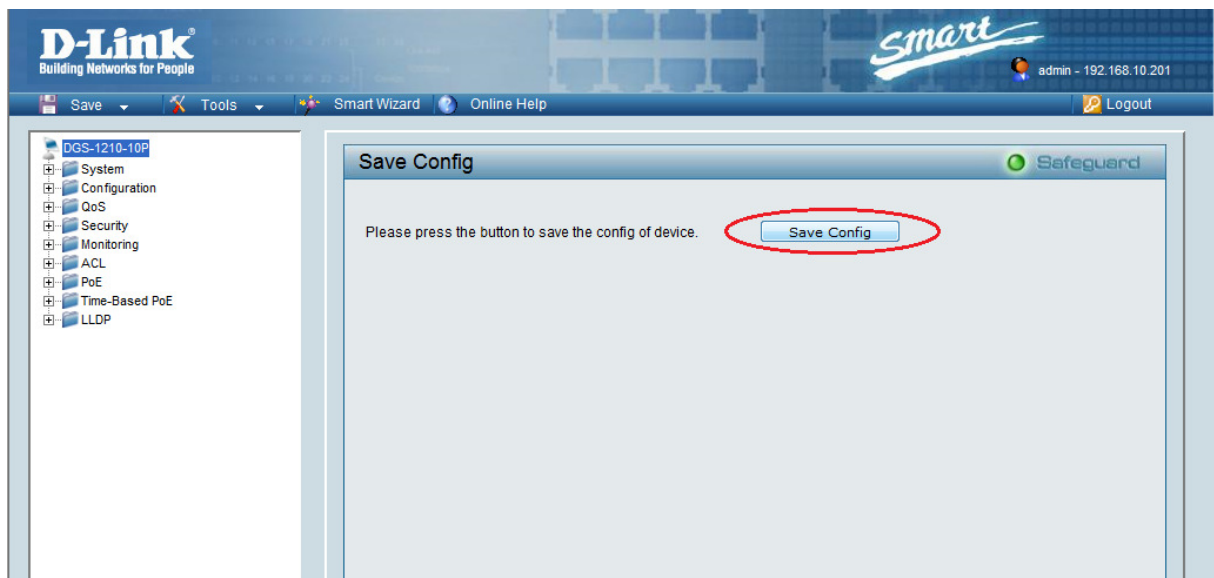 D-Link®
Building Networks for People
smart
admin - 192.168.10.201
Save Tools Smart Wizard Online Help Logout
DGS-1210-10P
System
Configuration
QoS
Security
Monitoring
ACL
PoE
Time-Based PoE
LLDP
Save Config
Safeguard
Please press the button to save the config of device. Save Config